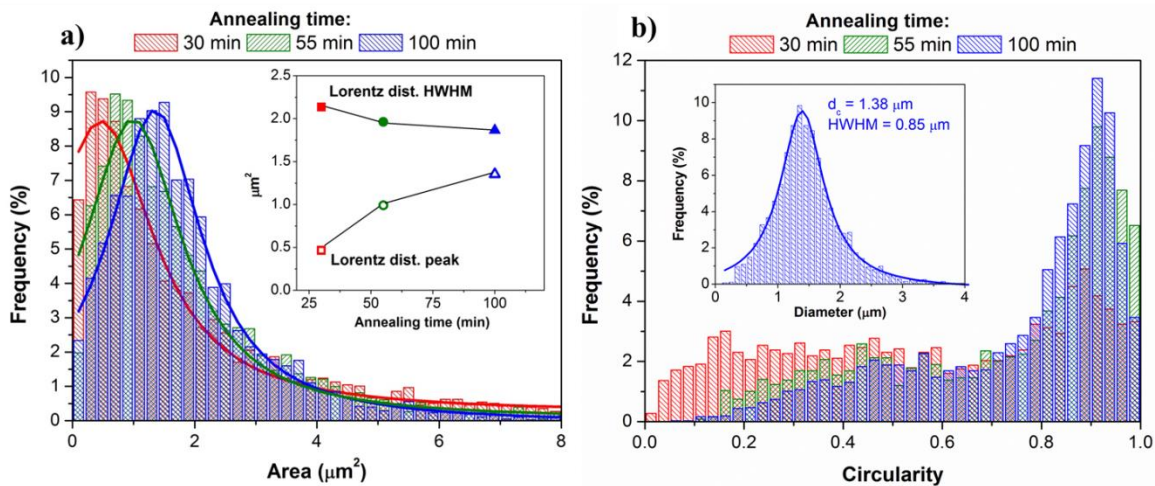 Annealing time:
30 min 55 min 100 min
a)
Frequency (%)
10
9
8
7
6
5
4
3
2
1
0
0 2 4 6 8
Area (μm²)
Lorentz dist. HWHM
Lorentz dist. peak
μm²
2.5
2.0
1.5
1.0
0.5
0.0
25 50 75 100
Annealing time (min)
Annealing time:
30 min 55 min 100 min
b)
Frequency (%)
12
10
8
6
4
2
0
0.0 0.2 0.4 0.6 0.8 1.0
Circularity
d_c = 1.38 μm
HWHM = 0.85 μm
Frequency (%)
10
8
6
4
2
0
0 1 2 3 4
Diameter (μm)